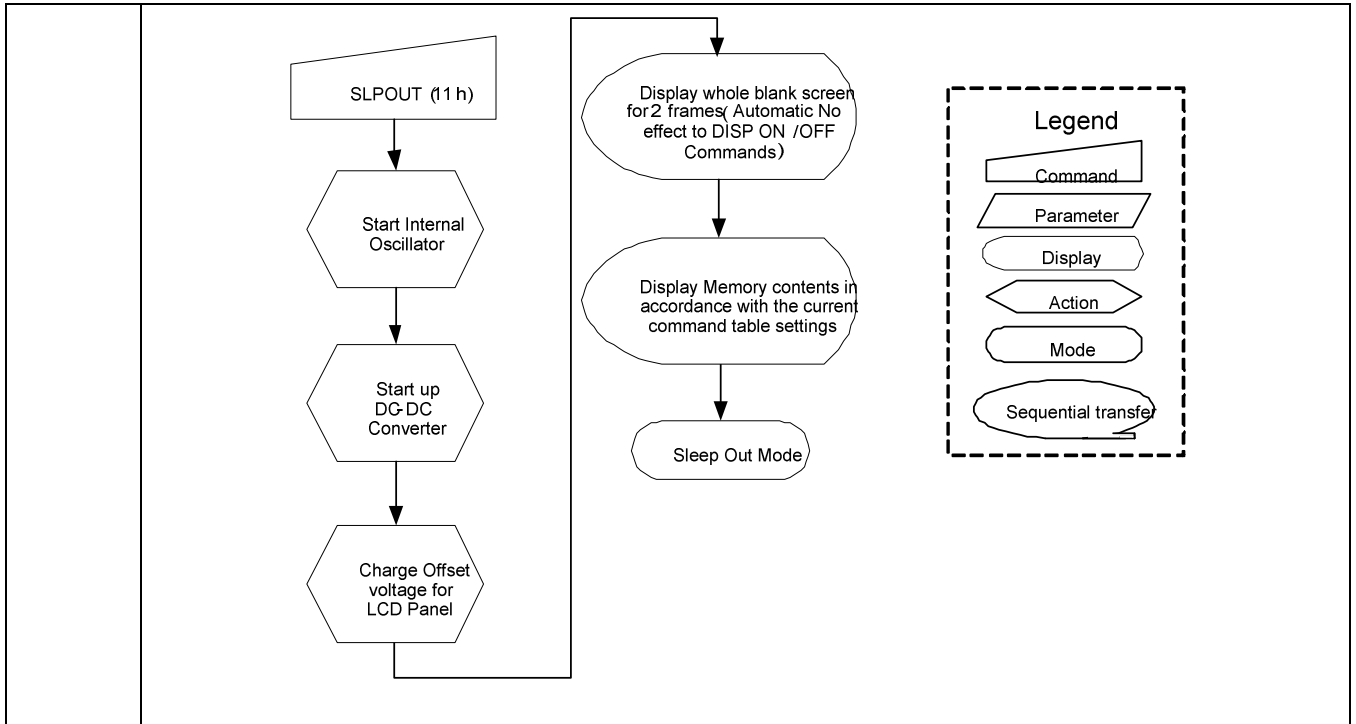 SLPOUT (11h)
Start Internal
Oscillator
Start up
DC-DC
Converter
Charge Offset
voltage for
LCD Panel
Display whole blank screen
for 2 frames( Automatic No
effect to DISP ON /OFF
Commands)
Display Memory contents in
accordance with the current
command table settings
Sleep Out Mode
Legend
Command
Parameter
Display
Action
Mode
Sequential transfer